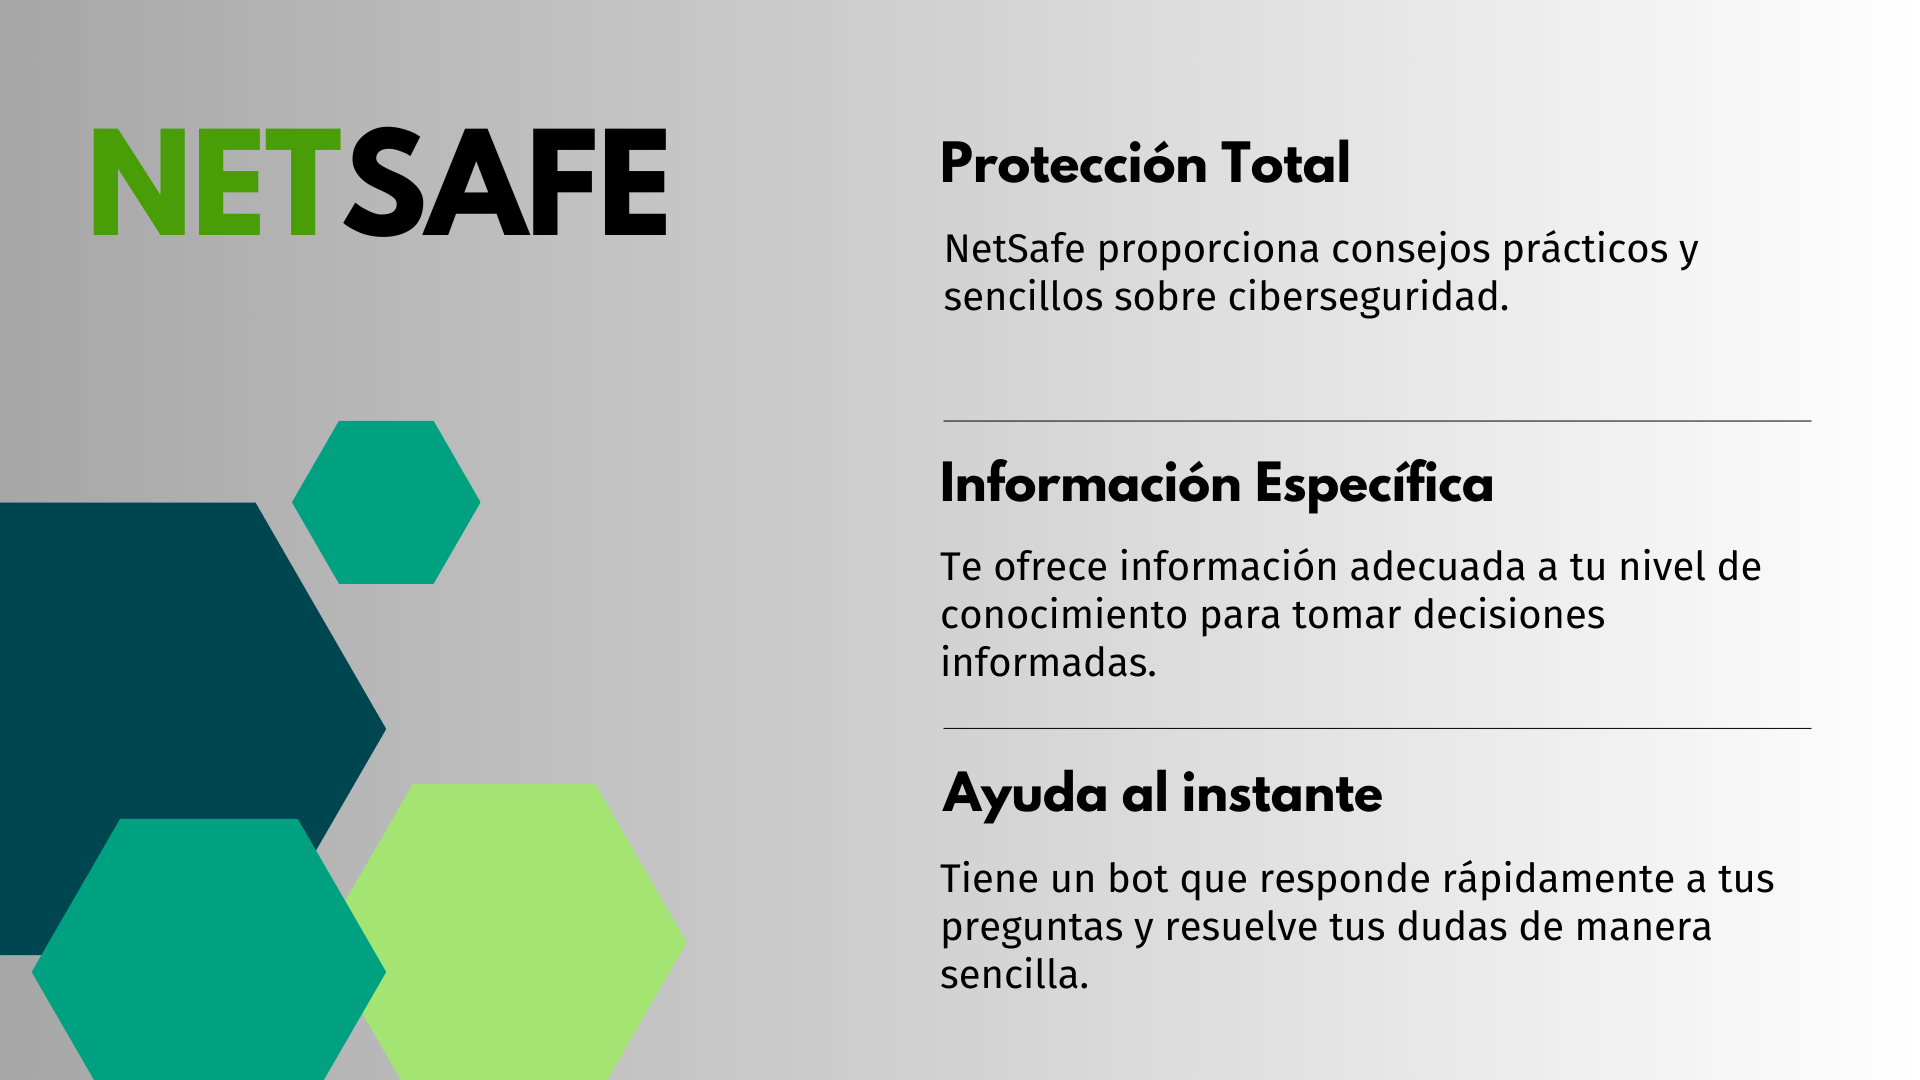 NETSAFE
Protección Total
NetSafe proporciona consejos prácticos y
sencillos sobre ciberseguridad.
Información Específica
Te ofrece información adecuada a tu nivel de
conocimiento para tomar decisiones
informadas.
Ayuda al instante
Tiene un bot que responde rápidamente a tus
preguntas y resuelve tus dudas de manera
sencilla.